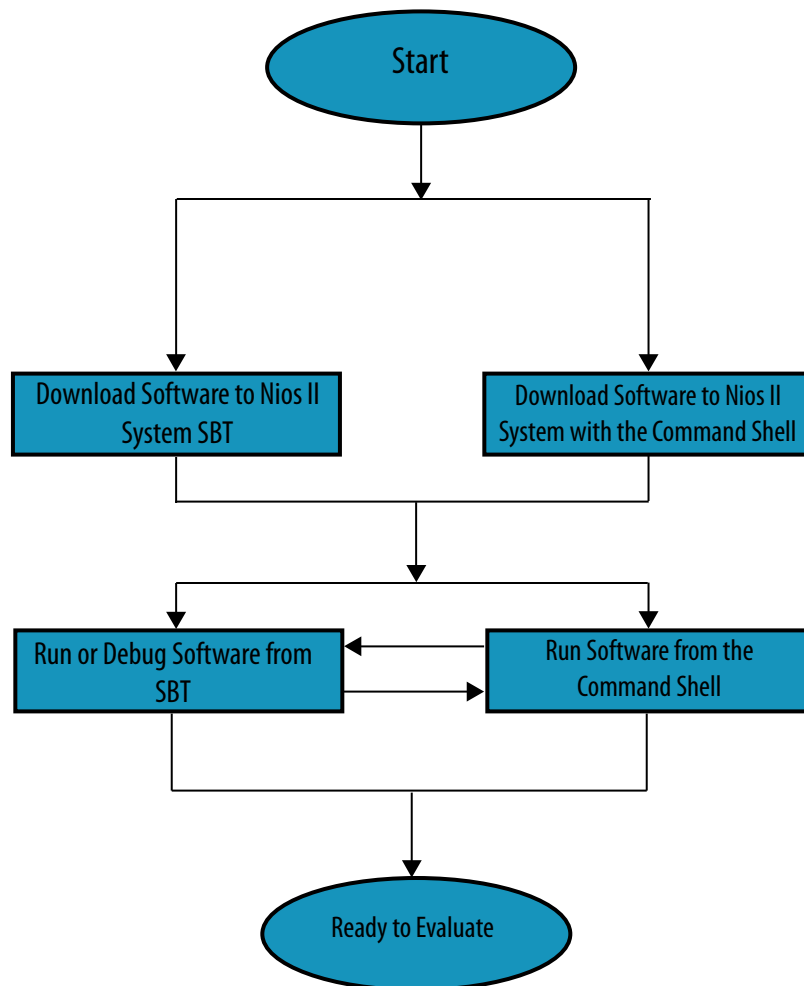 Start
Download Software to Nios II
System SBT
Download Software to Nios II
System with the Command Shell
Run or Debug Software from
SBT
Run Software from the
Command Shell
Ready to Evaluate